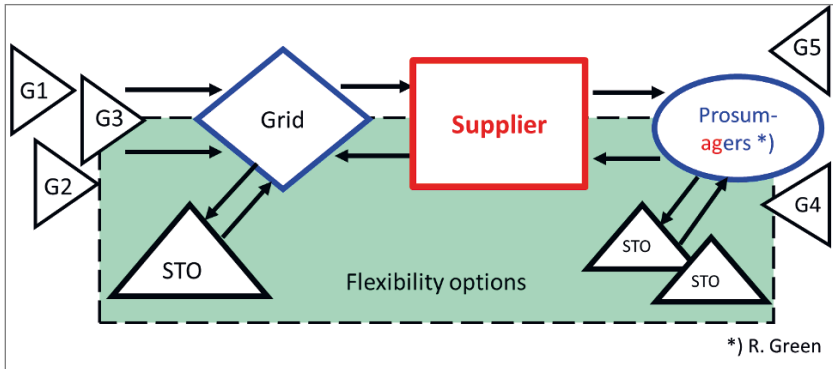 G1
G3
G2
Grid
Supplier
Prosum-
agers *)
G5
G4
STO
STO
STO
Flexibility options
*) R. Green